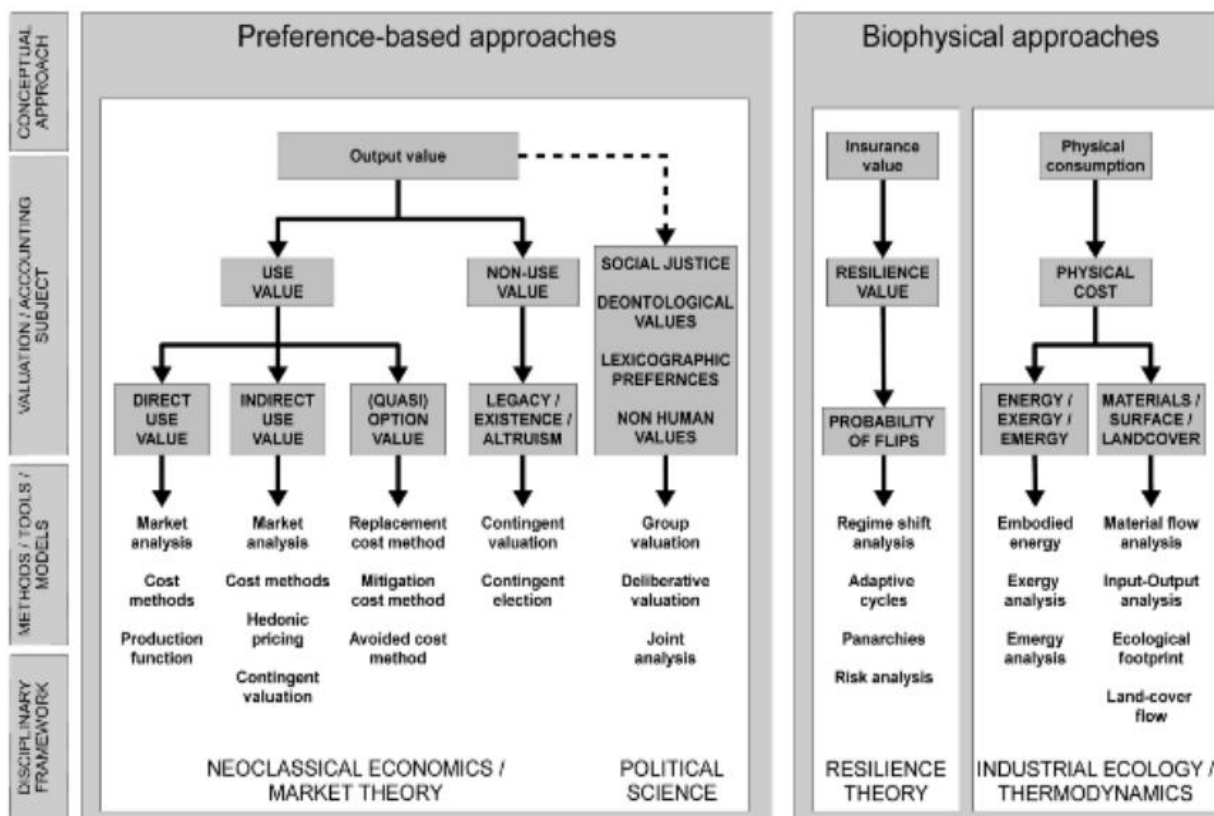 CONCEPTUAL
APPROACH
Preference-based approaches
Biophysical approaches
VALUATION / ACCOUNTING
SUBJECT
Output value
Insurance
value
Physical
consumption
USE
VALUE
NON-USE
VALUE
SOCIAL JUSTICE
DEONTOLOGICAL
VALUES
LEXICOGRAPHIC
PREFERNCES
NON HUMAN
VALUES
RESILIENCE
VALUE
PHYSICAL
COST
DIRECT
USE
VALUE
INDIRECT
USE
VALUE
(QUASI)
OPTION
VALUE
LEGACY /
EXISTENCE /
ALTRUISM
PROBABILITY
OF FLIPS
ENERGY /
EXERGY /
EMERGY
MATERIALS /
SURFACE /
LANDCOVER
METHODS / TOOLS /
MODELS
Market
analysis
Cost
methods
Production
function
Market
analysis
Cost methods
Hedonic
pricing
Contingent
valuation
Replacement
cost method
Mitigation
cost method
Avoided cost
method
Contingent
valuation
Contingent
election
Group
valuation
Deliberative
valuation
Joint
analysis
Regime shift
analysis
Adaptive
cycles
Panarchies
Risk analysis
Embodied
energy
Exergy
analysis
Emergy
analysis
Material flow
analysis
Input-Output
analysis
Ecological
footprint
Land-cover
flow
DISCIPLINARY
FRAMEWORK
NEOCLASSICAL ECONOMICS /
MARKET THEORY
POLITICAL
SCIENCE
RESILIENCE
THEORY
INDUSTRIAL ECOLOGY /
THERMODYNAMICS